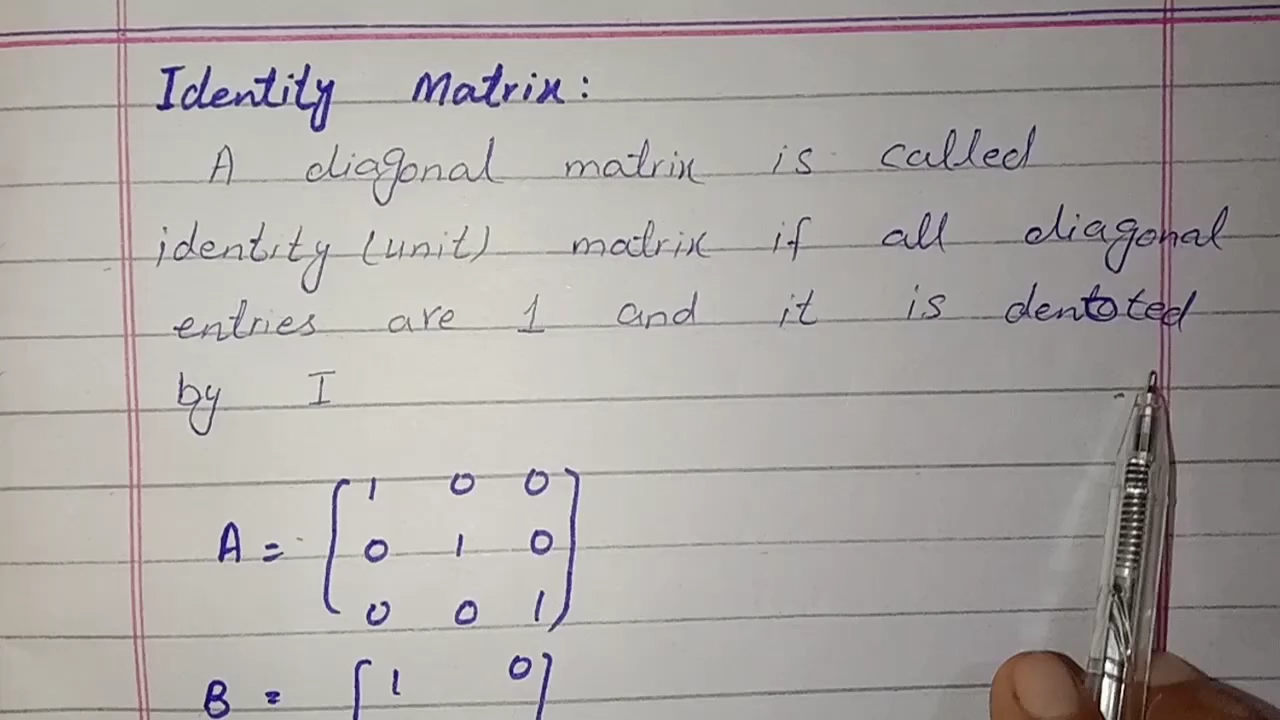 Identity Matrix:
A diagonal matrix is called
identity (unit) matrix if all diagonal
entries are 1 and it is dentoted
by I
A = [ 1 0 0
0 1 0
0 0 1 ]
B = [ 1 0 ]